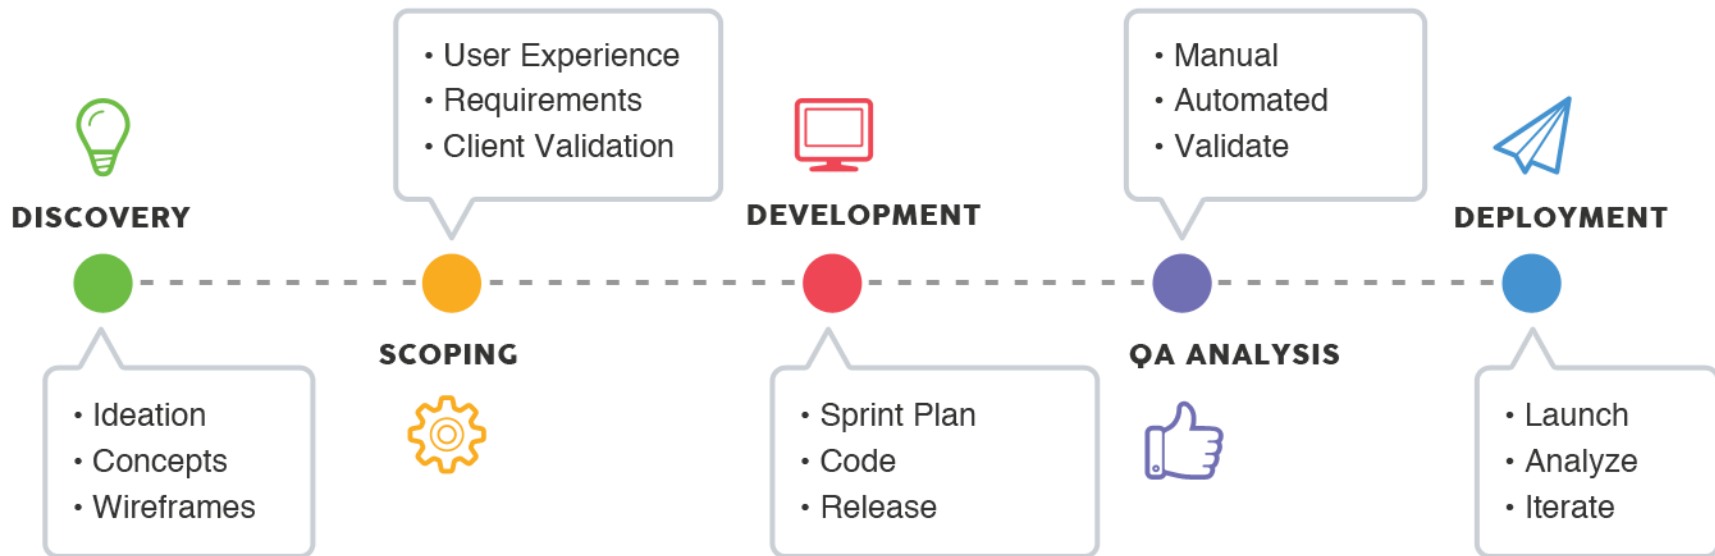 DISCOVERY
• Ideation
• Concepts
• Wireframes
• User Experience
• Requirements
• Client Validation
SCOPING
DEVELOPMENT
• Sprint Plan
• Code
• Release
• Manual
• Automated
• Validate
QA ANALYSIS
DEPLOYMENT
• Launch
• Analyze
• Iterate